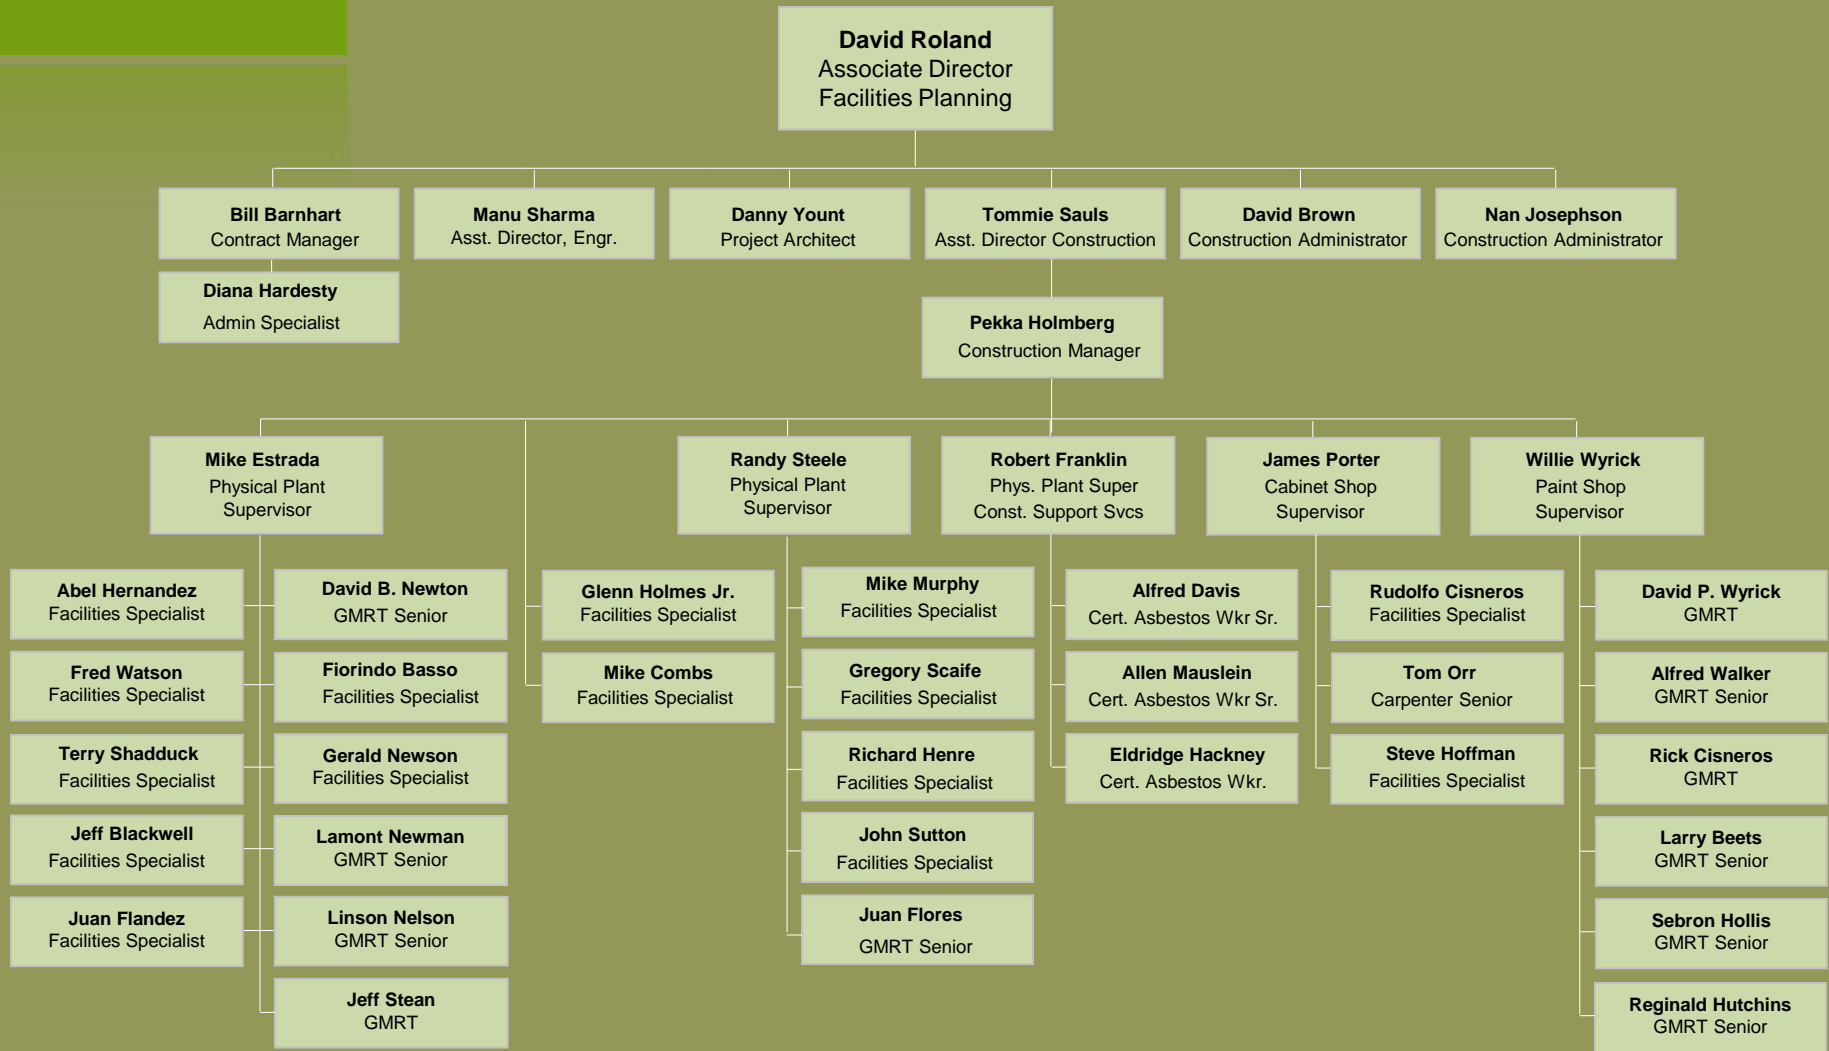 David Roland
Associate Director
Facilities Planning
Bill Barnhart
Contract Manager
Manu Sharma
Asst. Director, Engr.
Danny Yount
Project Architect
Tommie Sauls
Asst. Director Construction
David Brown
Construction Administrator
Nan Josephson
Construction Administrator
Diana Hardesty
Admin Specialist
Pekka Holmberg
Construction Manager
Mike Estrada
Physical Plant
Supervisor
Randy Steele
Physical Plant
Supervisor
Robert Franklin
Phys. Plant Super
Const. Support Svcs
James Porter
Cabinet Shop
Supervisor
Willie Wyrick
Paint Shop
Supervisor
Abel Hernandez
Facilities Specialist
Fred Watson
Facilities Specialist
Terry Shadduck
Facilities Specialist
Jeff Blackwell
Facilities Specialist
Juan Flandez
Facilities Specialist
David B. Newton
GMRT Senior
Fiorindo Basso
Facilities Specialist
Gerald Newson
Facilities Specialist
Lamont Newman
GMRT Senior
Linson Nelson
GMRT Senior
Jeff Stean
GMRT
Glenn Holmes Jr.
Facilities Specialist
Mike Combs
Facilities Specialist
Mike Murphy
Facilities Specialist
Gregory Scaife
Facilities Specialist
Richard Henre
Facilities Specialist
John Sutton
Facilities Specialist
Juan Flores
GMRT Senior
Alfred Davis
Cert. Asbestos Wkr Sr.
Allen Mauslein
Cert. Asbestos Wkr Sr.
Eldridge Hackney
Cert. Asbestos Wkr.
Rudolfo Cisneros
Facilities Specialist
Tom Orr
Carpenter Senior
Steve Hoffman
Facilities Specialist
David P. Wyrick
GMRT
Alfred Walker
GMRT Senior
Rick Cisneros
GMRT
Larry Beets
GMRT Senior
Sebron Hollis
GMRT Senior
Reginald Hutchins
GMRT Senior